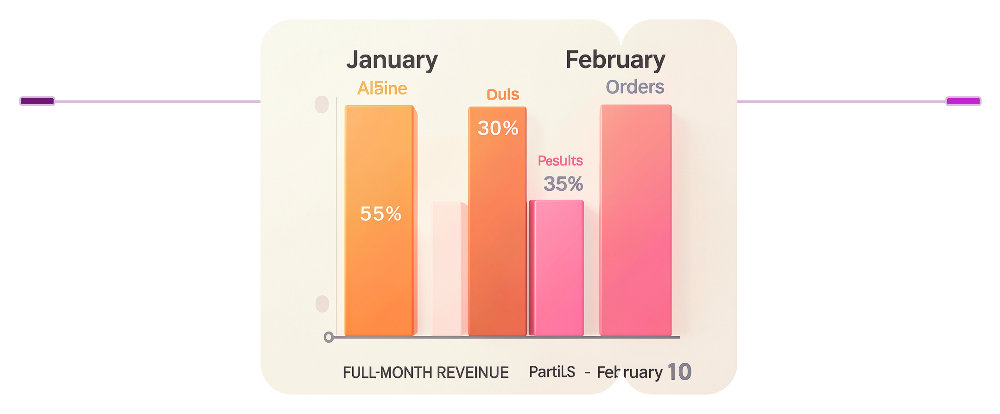 January
February
Al5ine
Duls
Orders
30%
Pesults
35%
55%
FULL-MONTH REVEINUE
PartiLS - February 10